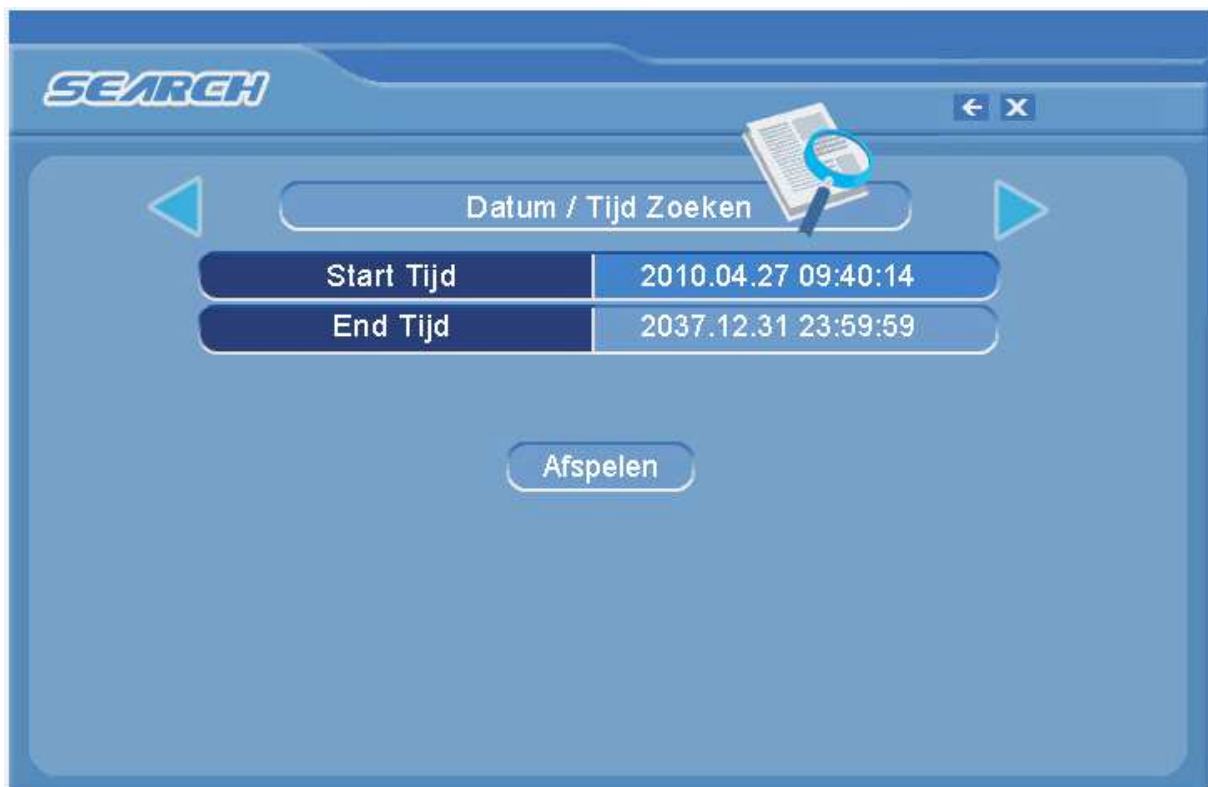 SEARCH
Datum / Tijd Zoeken
Start Tijd 2010.04.27 09:40:14
End Tijd 2037.12.31 23:59:59
Afspelen